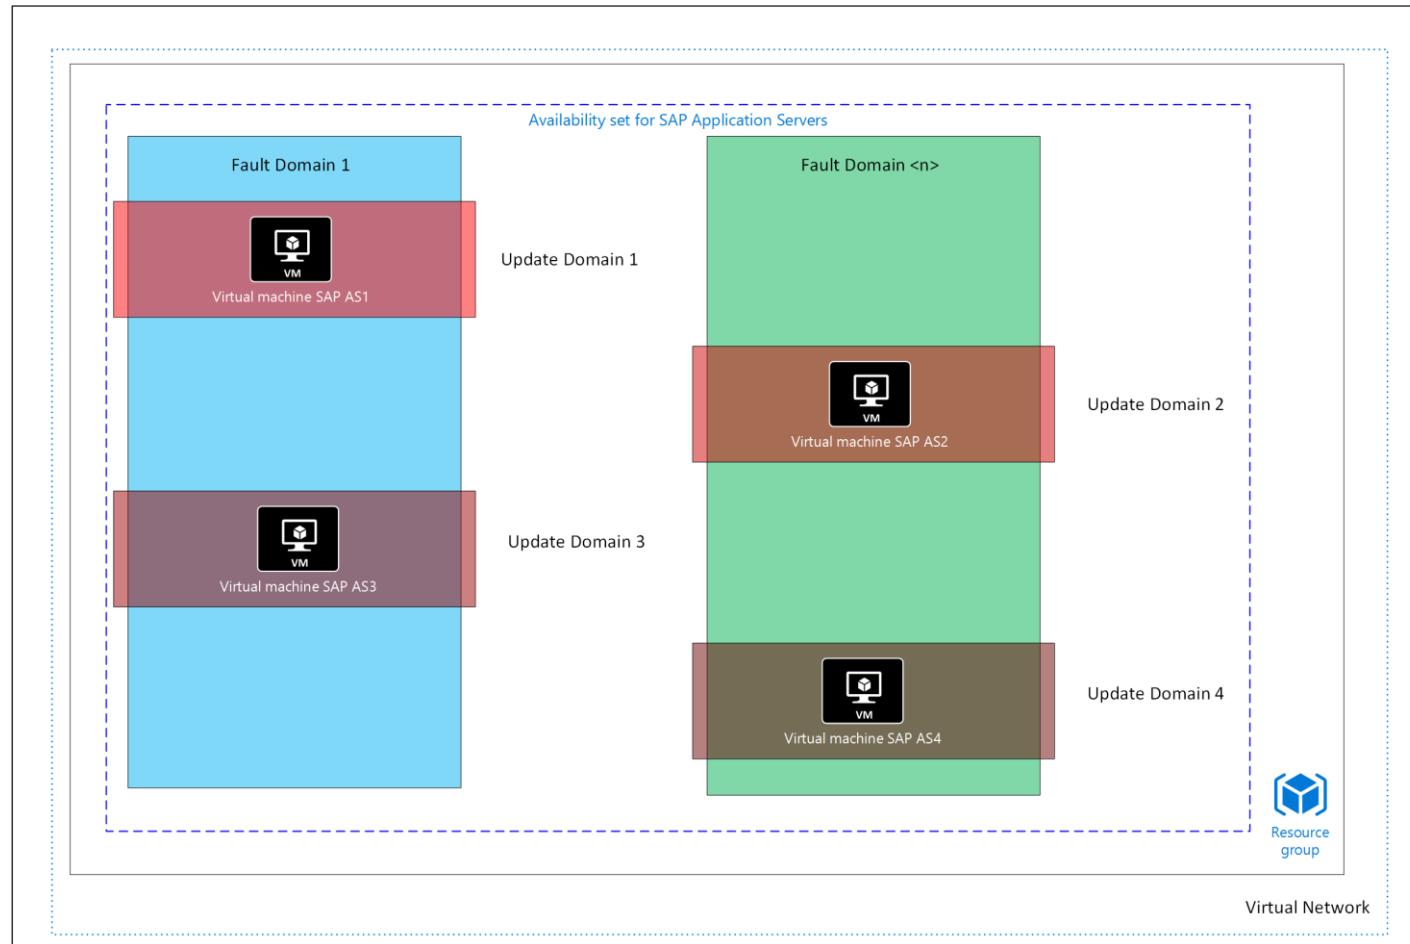 Availability set for SAP Application Servers
Fault Domain 1
Fault Domain <n>
VM
Virtual machine SAP AS1
Update Domain 1
VM
Virtual machine SAP AS2
Update Domain 2
VM
Virtual machine SAP AS3
Update Domain 3
VM
Virtual machine SAP AS4
Update Domain 4
Resource
group
Virtual Network